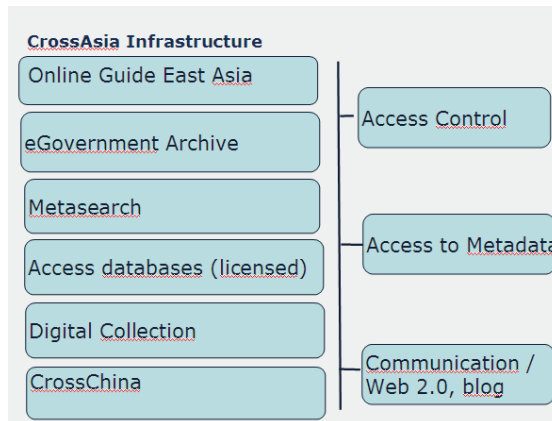 CrossAsia Infrastructure
Online Guide East Asia
eGovernment Archive
Metasearch
Access databases (licensed)
Digital Collection
CrossChina
Access Control
Access to Metadata
Communication /
Web 2.0, blog